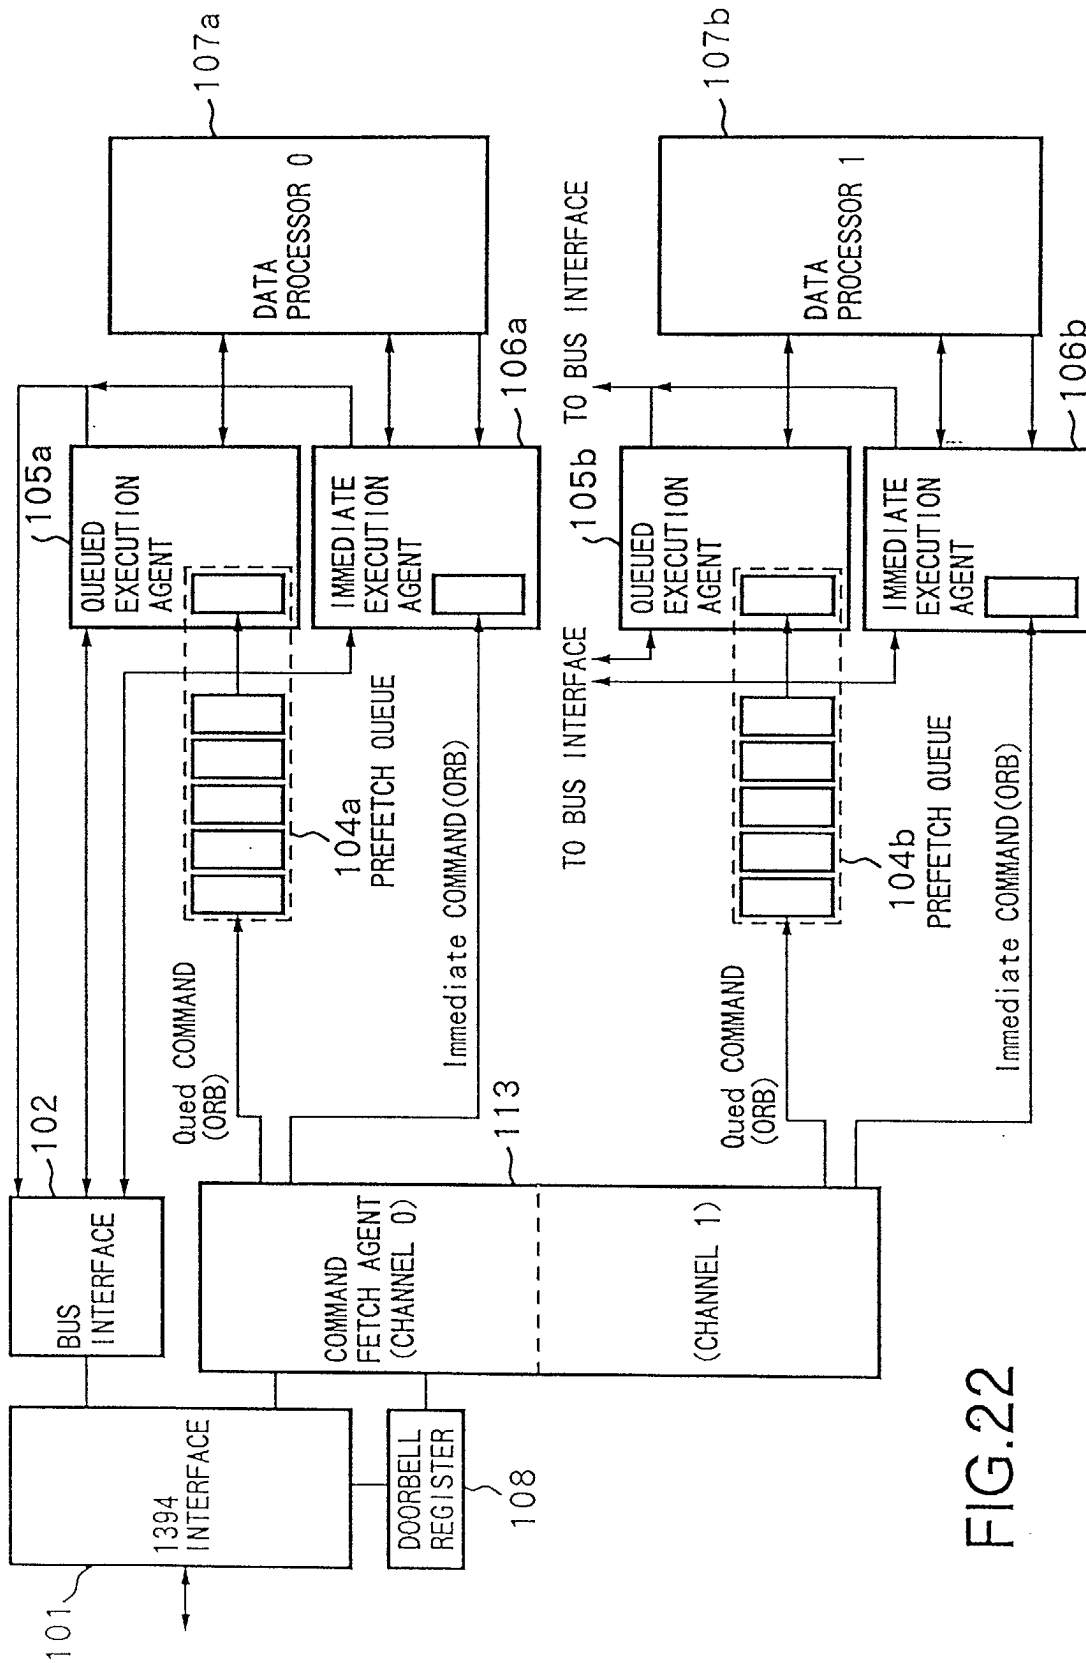 101
1394
INTERFACE
BUS
INTERFACE
102
DOORBELL
REGISTER
108
COMMAND
FETCH AGENT
(CHANNEL 0)
(CHANNEL 1)
113
Qued COMMAND
(ORB)
Immediate COMMAND(ORB)
104a
PREFETCH QUEUE
105a
QUEUED
EXECUTION
AGENT
IMMEDIATE
EXECUTION
AGENT
106a
DATA
PROCESSOR 0
107a
Qued COMMAND
(ORB)
Immediate COMMAND(ORB)
104b
PREFETCH QUEUE
TO BUS INTERFACE
105b
QUEUED
EXECUTION
AGENT
TO BUS INTERFACE
IMMEDIATE
EXECUTION
AGENT
106b
DATA
PROCESSOR 1
107b
FIG.22